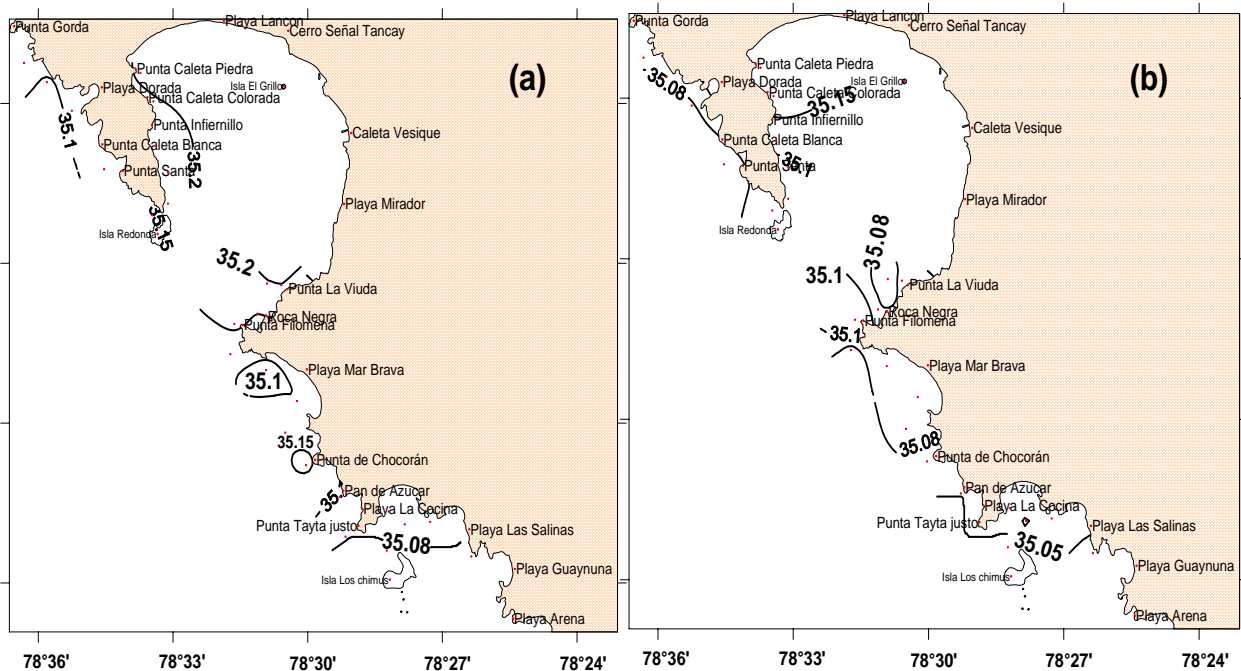 Playa Lancon
Punta Gorda
Cerro Señal Tancay
(a)
Punta Caleta Piedra
Isla El Grillo
Playa Dorada
Punta Caleta Colorada
35.1
Punta Infiernillo
Caleta Vesique
Punta Caleta Blanca
35.2
Punta Santa
Playa Mirador
35.15
Isla Redonda
35.2
Punta La Viuda
Roca Negra
Punta Filomena
Playa Mar Brava
35.1
35.15
Punta de Chocorán
Pan de Azucar
35.
Playa La Cocina
Punta Tayta justo
Playa Las Salinas
35.08
Playa Guaynuna
Isla Los chimus
Playa Arena
78°36'
78°33'
78°30'
78°27'
78°24'
Playa Lancon
Punta Gorda
Cerro Señal Tancay
(b)
Punta Caleta Piedra
Isla El Grillo
Playa Dorada
35.08
Punta Caleta Colorada
35.15
Punta Infiernillo
Caleta Vesique
Punta Caleta Blanca
Punta Santa
Playa Mirador
Isla Redonda
35.08
35.1
Punta La Viuda
Roca Negra
Punta Filomena
35.1
Playa Mar Brava
35.08
Punta de Chocorán
Pan de Azucar
Playa La Cocina
Punta Tayta justo
Playa Las Salinas
35.05
Playa Guaynuna
Isla Los chimus
Playa Arena
78°36'
78°33'
78°30'
78°27'
78°24'